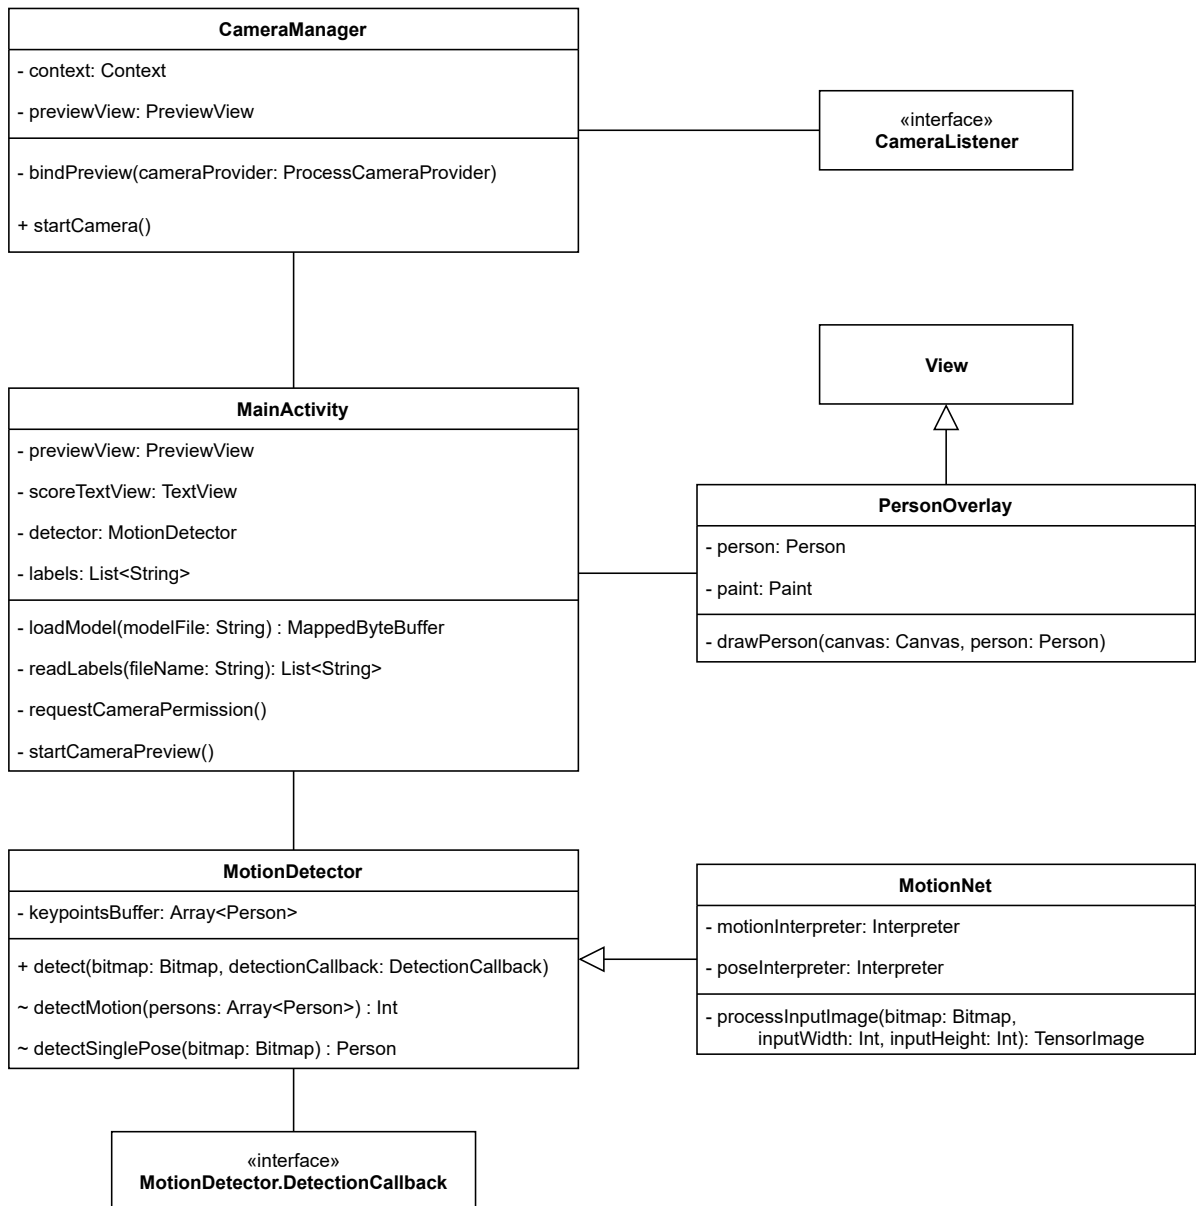 CameraManager
- context: Context
- previewView: PreviewView
- bindPreview(cameraProvider: ProcessCameraProvider)
+ startCamera()
«interface»
CameraListener
View
MainActivity
- previewView: PreviewView
- scoreTextView: TextView
- detector: MotionDetector
- labels: List<String>
- loadModel(modelFile: String) : MappedByteBuffer
- readLabels(fileName: String): List<String>
- requestCameraPermission()
- startCameraPreview()
PersonOverlay
- person: Person
- paint: Paint
- drawPerson(canvas: Canvas, person: Person)
MotionDetector
- keypointsBuffer: Array<Person>
+ detect(bitmap: Bitmap, detectionCallback: DetectionCallback)
~ detectMotion(persons: Array<Person>) : Int
~ detectSinglePose(bitmap: Bitmap) : Person
MotionNet
- motionInterpreter: Interpreter
- poseInterpreter: Interpreter
- processInputImage(bitmap: Bitmap,
inputWidth: Int, inputHeight: Int): TensorImage
«interface»
MotionDetector.DetectionCallback